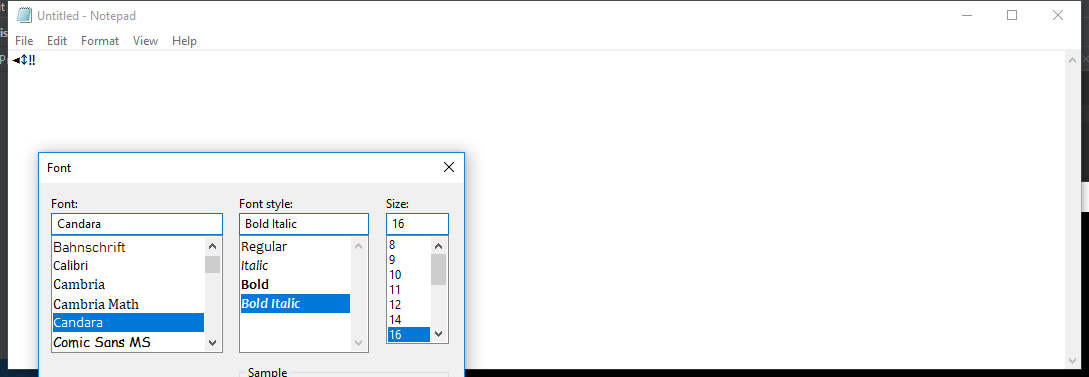 Untitled - Notepad
File Edit Format View Help
◄↕‼
Font
Font: Font style: Size:
Candara Bold Italic 16
Bahnschrift Regular 8
Calibri Italic 9
Cambria Bold 10
Cambria Math Bold Italic 11
Candara 12
Comic Sans MS 14
16
Sample